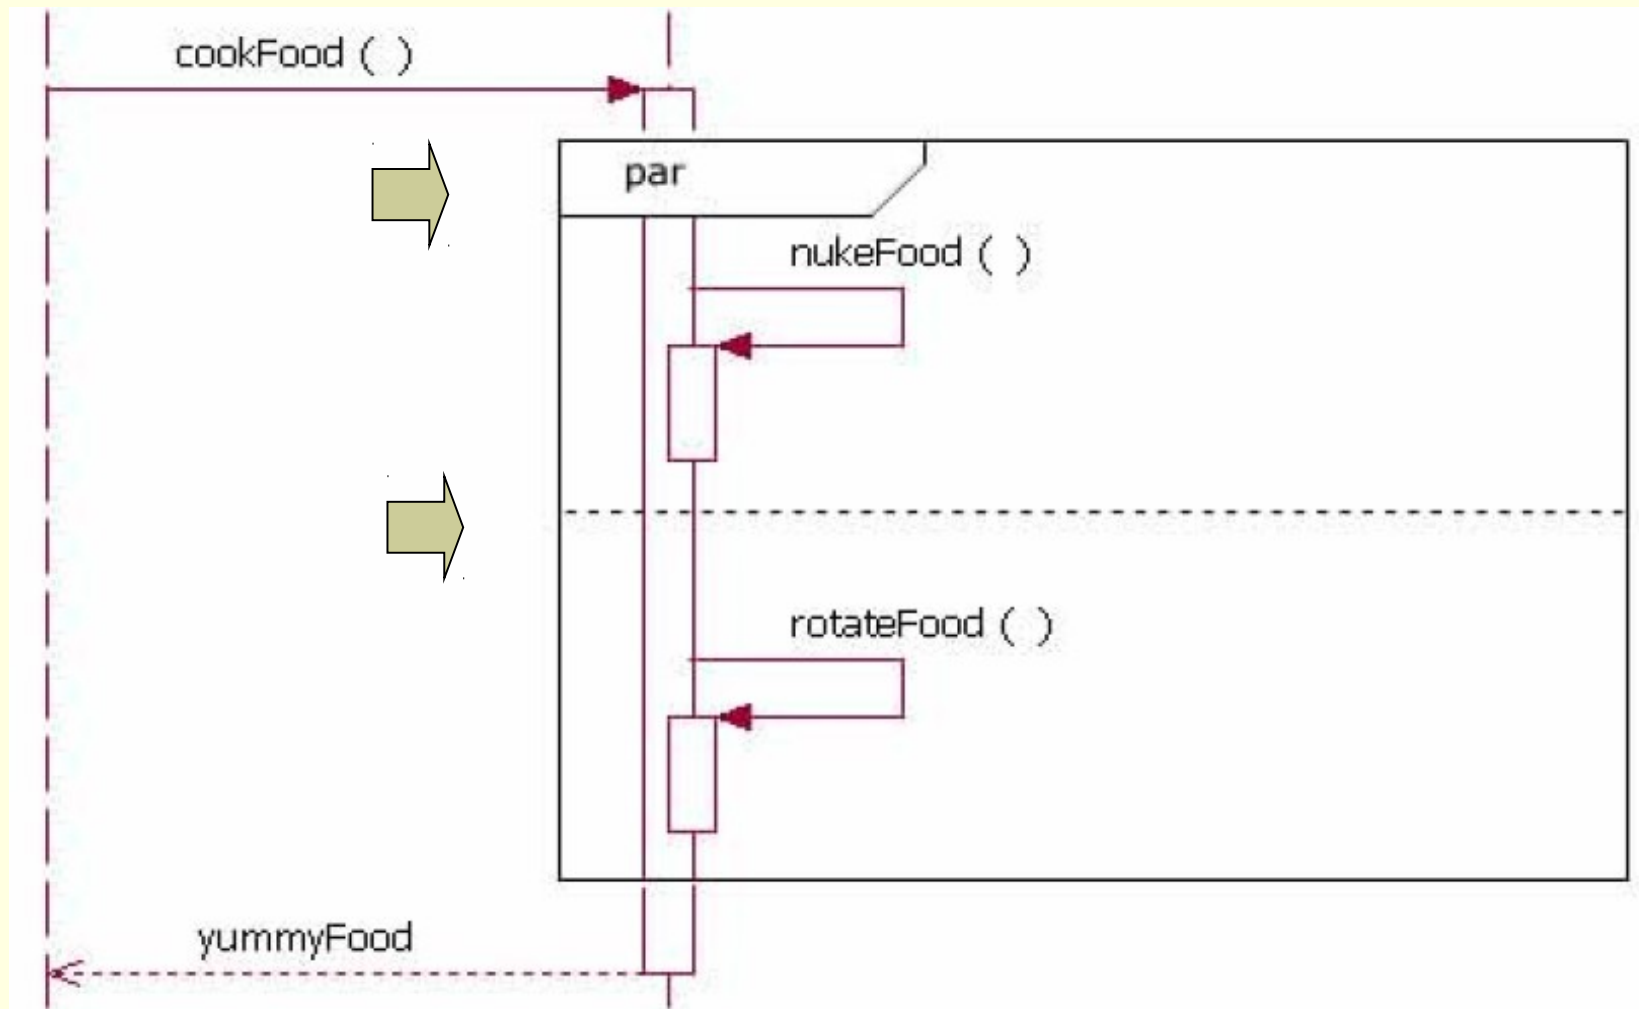 cookFood ( )
par
nukeFood ( )
rotateFood ( )
yummyFood